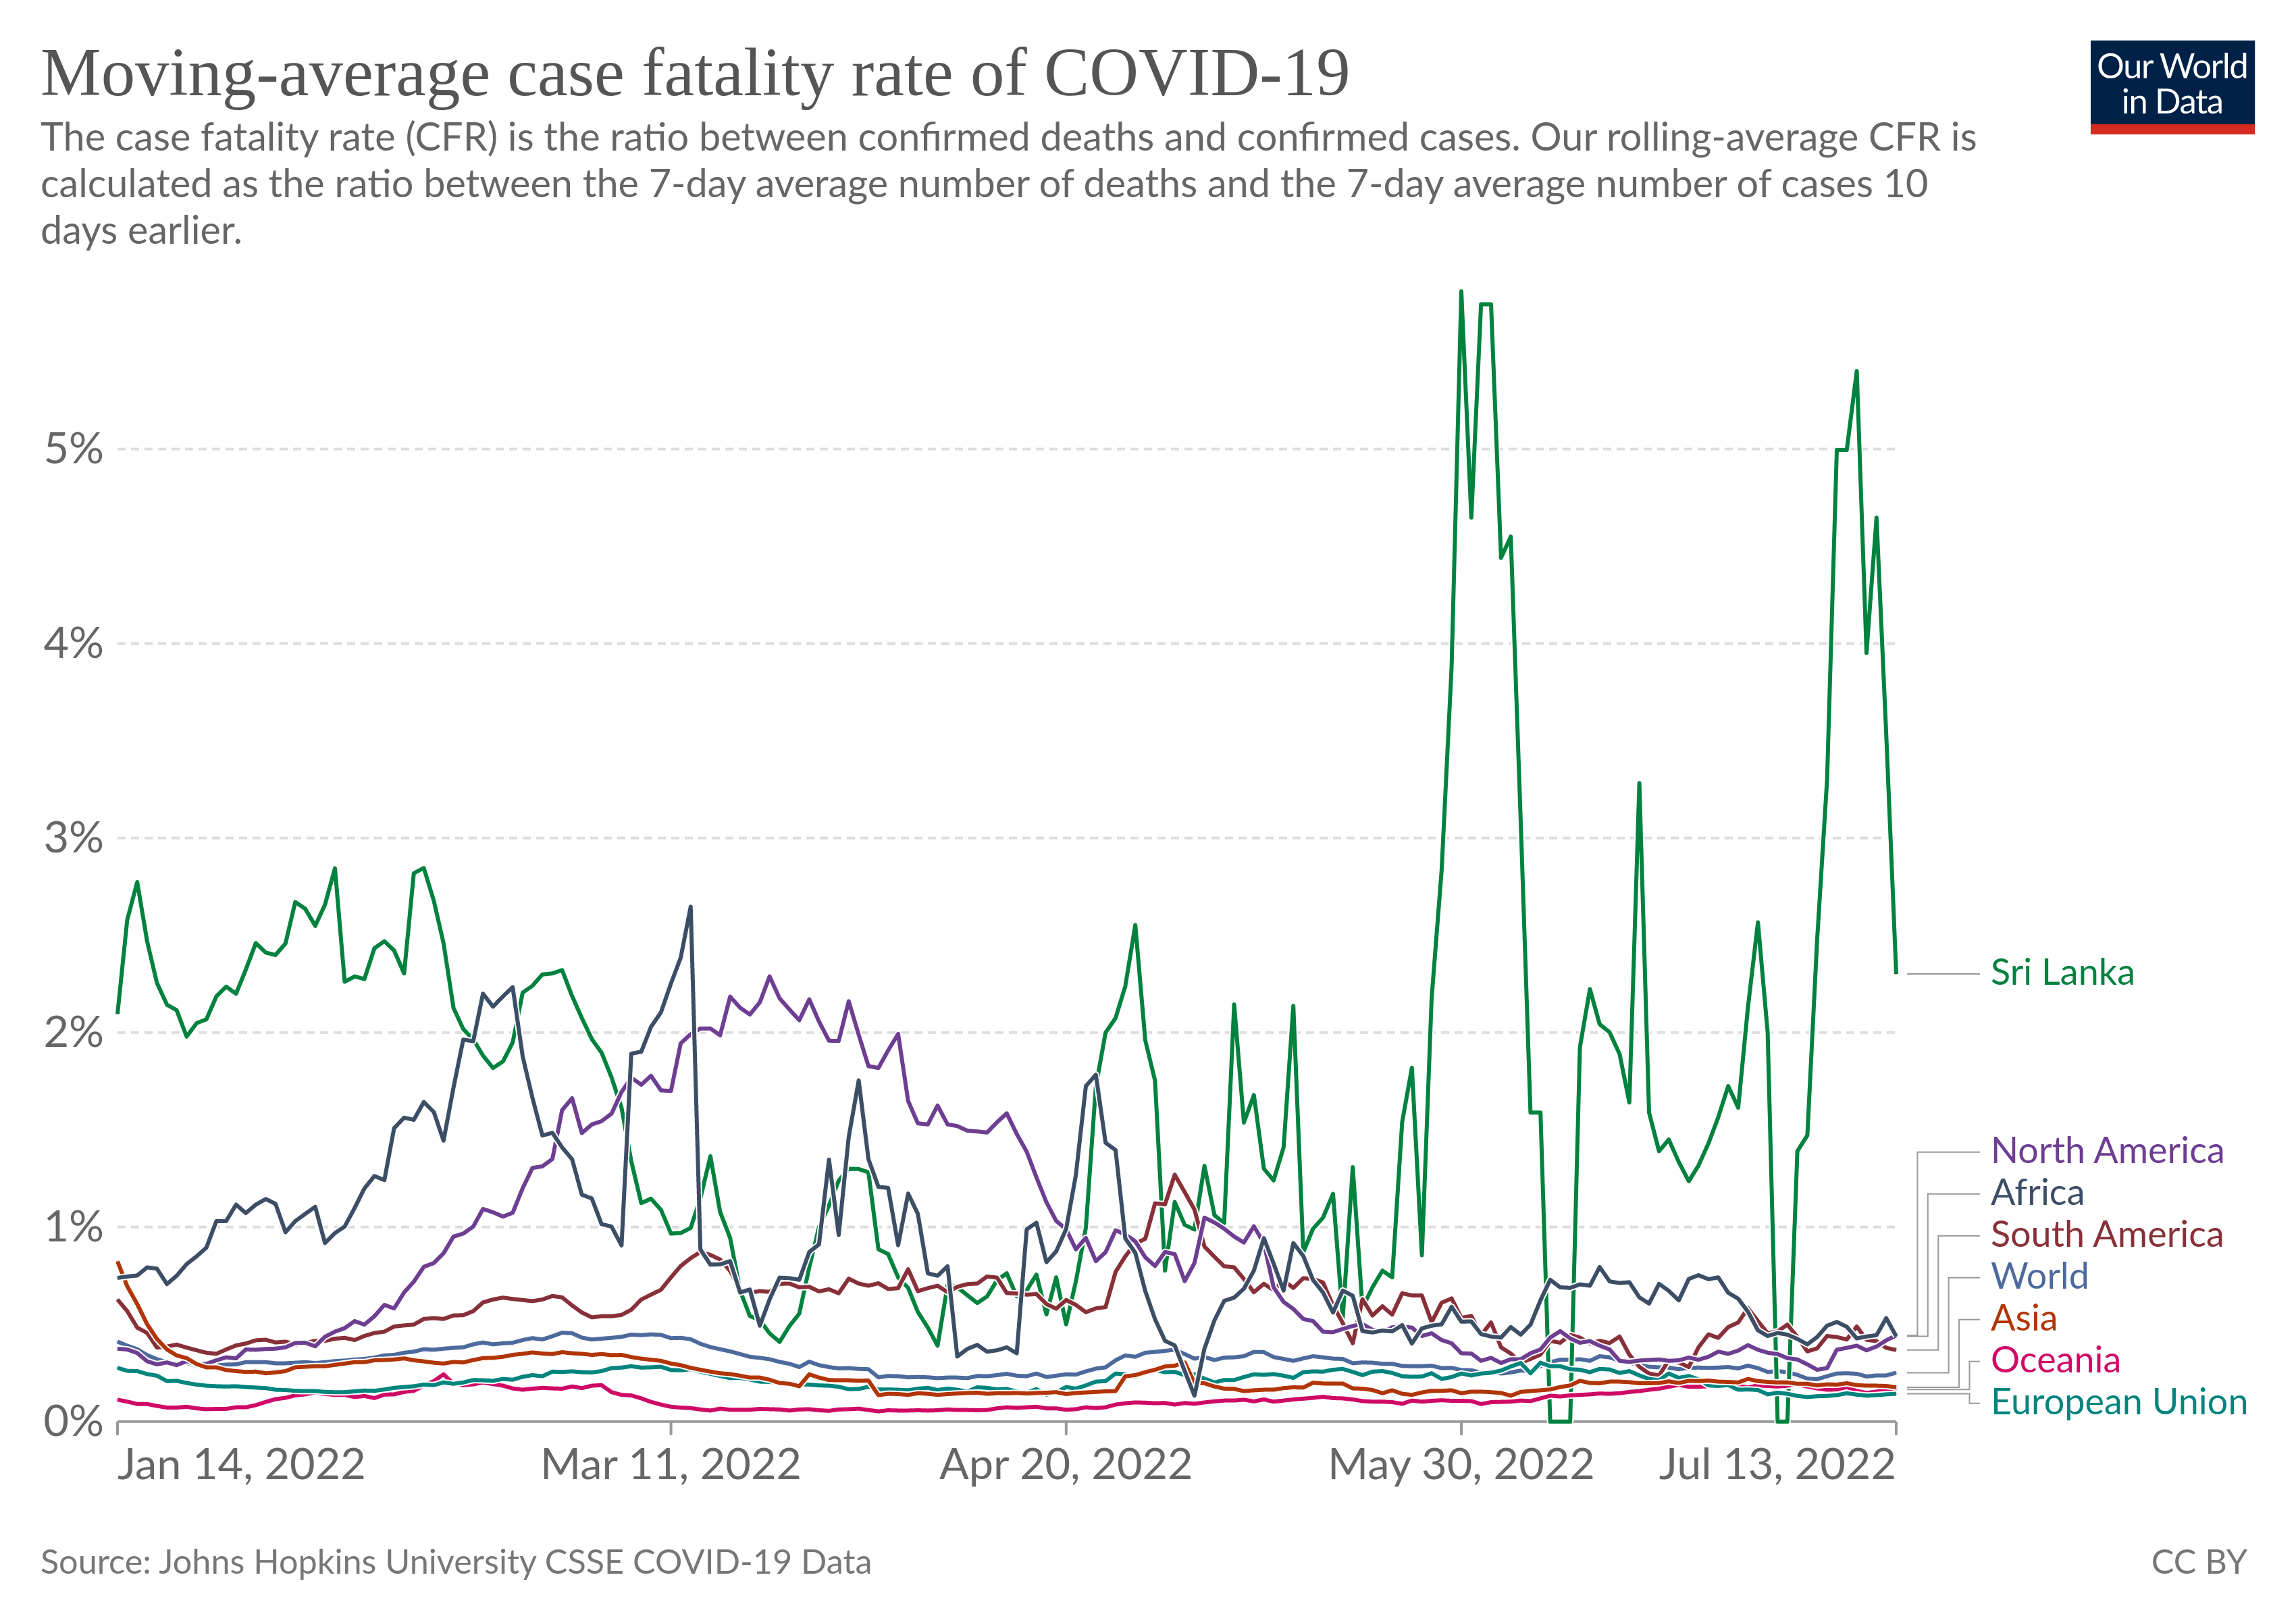 Moving-average case fatality rate of COVID-19
Our World
in Data
The case fatality rate (CFR) is the ratio between confirmed deaths and confirmed cases. Our rolling-average CFR is
calculated as the ratio between the 7-day average number of deaths and the 7-day average number of cases 10
days earlier.
5%
4%
3%
2%
1%
0%
Sri Lanka
North America
Africa
South America
World
Asia
Oceania
European Union
Jan 14, 2022
Mar 11, 2022
Apr 20, 2022
May 30, 2022
Jul 13, 2022
Source: Johns Hopkins University CSSE COVID-19 Data
CC BY